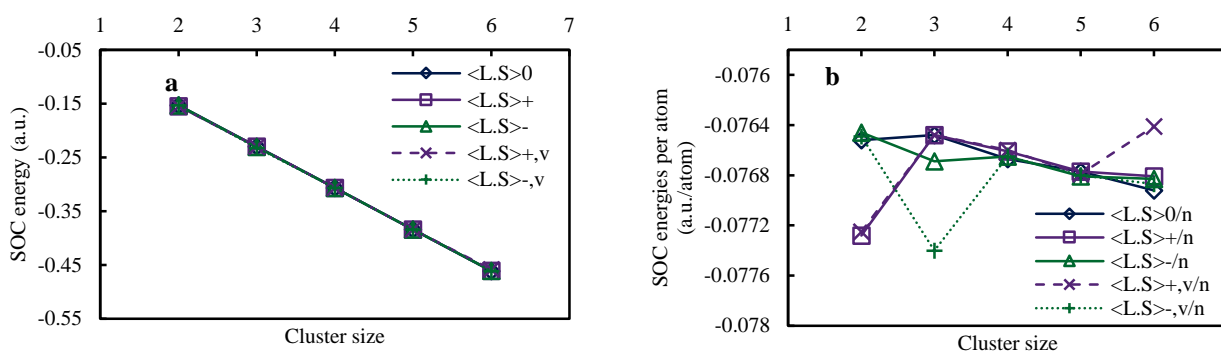 1 2 3 4 5 6 7
-0.05
-0.15
-0.25
-0.35
-0.45
-0.55
SOC energy (a.u.)
a
<L.S>0
<L.S>+
<L.S>-
<L.S>+,v
<L.S>-,v
Cluster size
1 2 3 4 5 6
-0.076
-0.0764
-0.0768
-0.0772
-0.0776
-0.078
SOC energies per atom
(a.u./atom)
b
<L.S>0/n
<L.S>+/n
<L.S>-/n
<L.S>+,v/n
<L.S>-,v/n
Cluster size